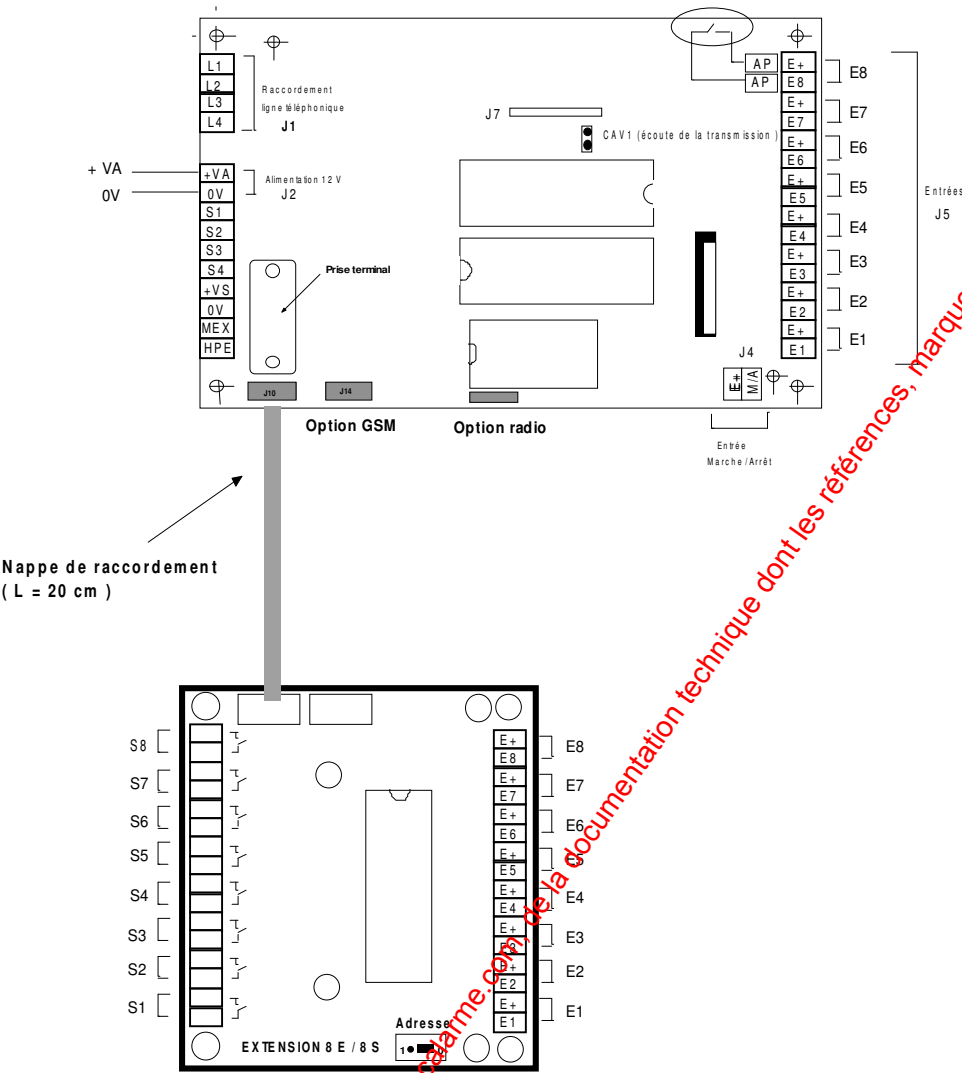 L1
L2
L3
L4
Raccordement
ligne téléphonique
J1
+ VA
0V
+VA
0V
S1
S2
S3
S4
+VS
0V
MEX
HPE
Alimentation 12 V
J2
Prise terminal
J10
J14
Option GSM
Option radio
J7
CAV1 (écoute de la transmission )
AP
AP
E+
E8
E+
E7
E+
E6
E+
E5
E+
E4
E+
E3
E+
E2
E+
E1
E8
E7
E6
E5
E4
E3
E2
E1
Entrées
J5
J4
E+
M/A
Entrée
Marche/Arrêt
Nappe de raccordement
( L = 20 cm )
S8
S7
S6
S5
S4
S3
S2
S1
E+
E8
E+
E7
E+
E6
E+
E5
E+
E4
E+
E3
E+
E2
E+
E1
E8
E7
E6
E5
E4
E3
E2
E1
Adresse
1
EXTENSION 8 E / 8 S
calarme.com, de la documentation technique dont les références, marque